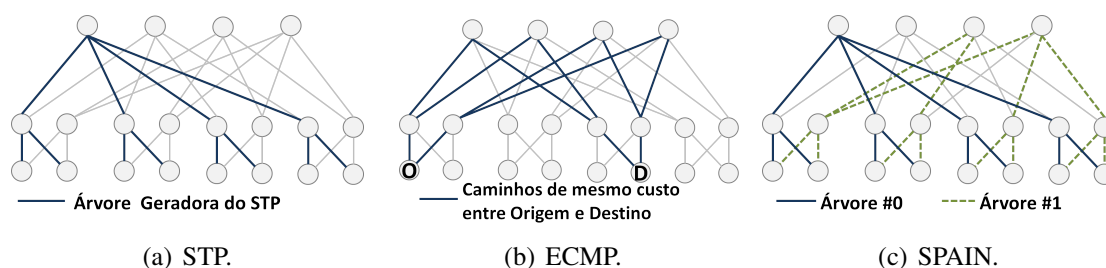 O
D
Árvore Geradora do STP
Caminhos de mesmo custo
entre Origem e Destino
Árvore #0
Árvore #1
(a) STP.
(b) ECMP.
(c) SPAIN.